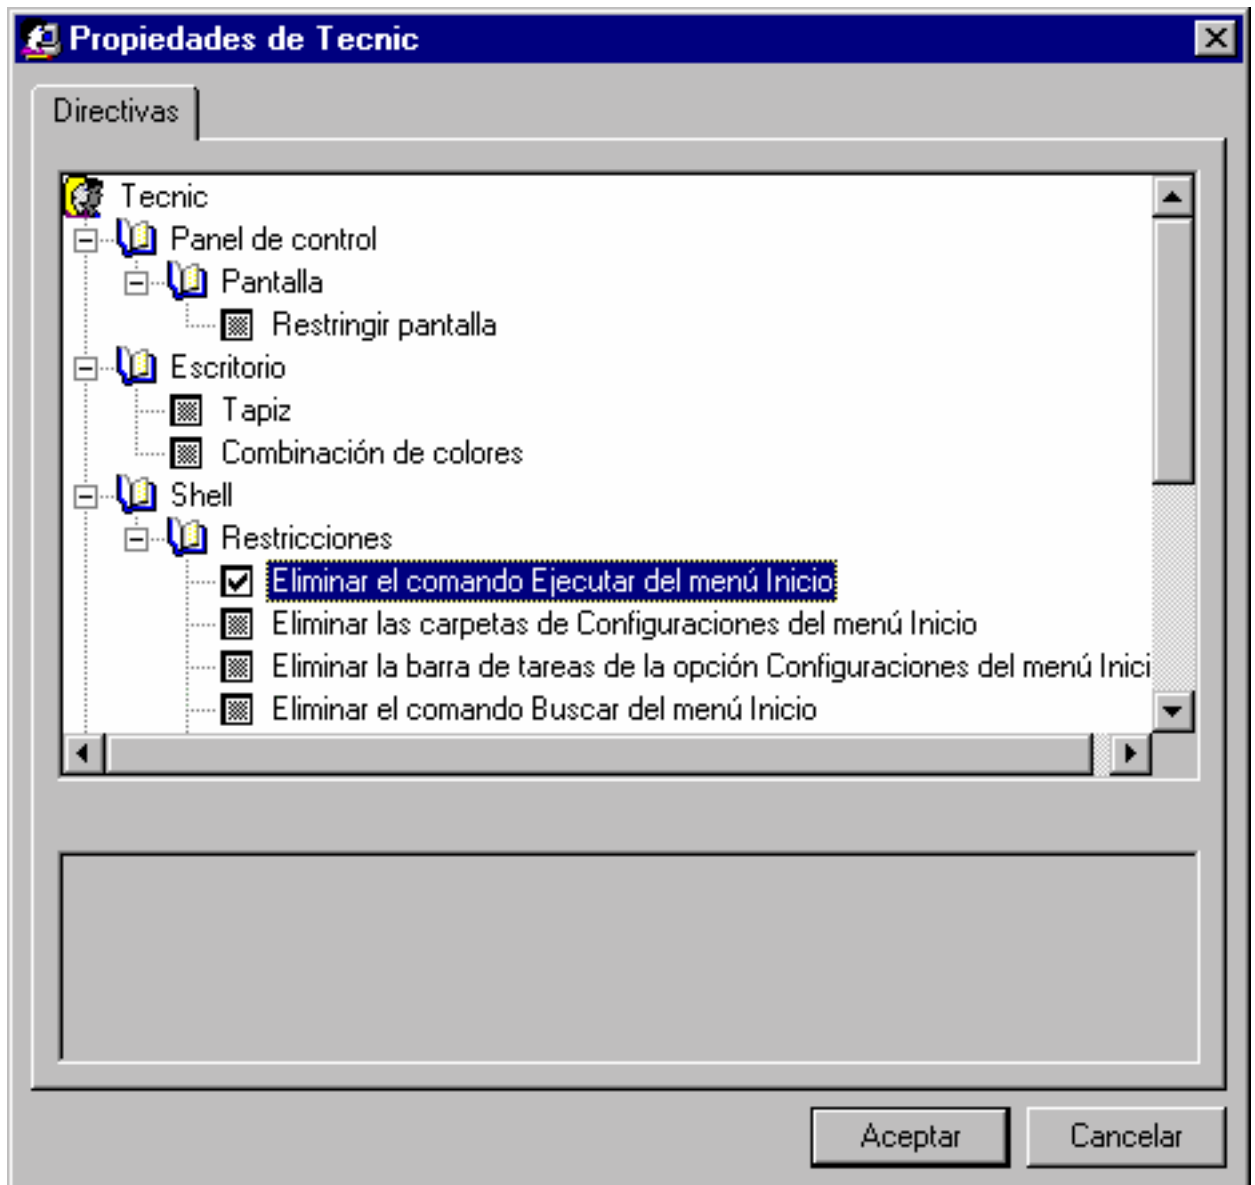 Propiedades de Tecnic
Directivas
Tecnic
Panel de control
Pantalla
Restringir pantalla
Escritorio
Tapiz
Combinación de colores
Shell
Restricciones
Eliminar el comando Ejecutar del menú Inicio
Eliminar las carpetas de Configuraciones del menú Inicio
Eliminar la barra de tareas de la opción Configuraciones del menú Inici
Eliminar el comando Buscar del menú Inicio
Aceptar
Cancelar